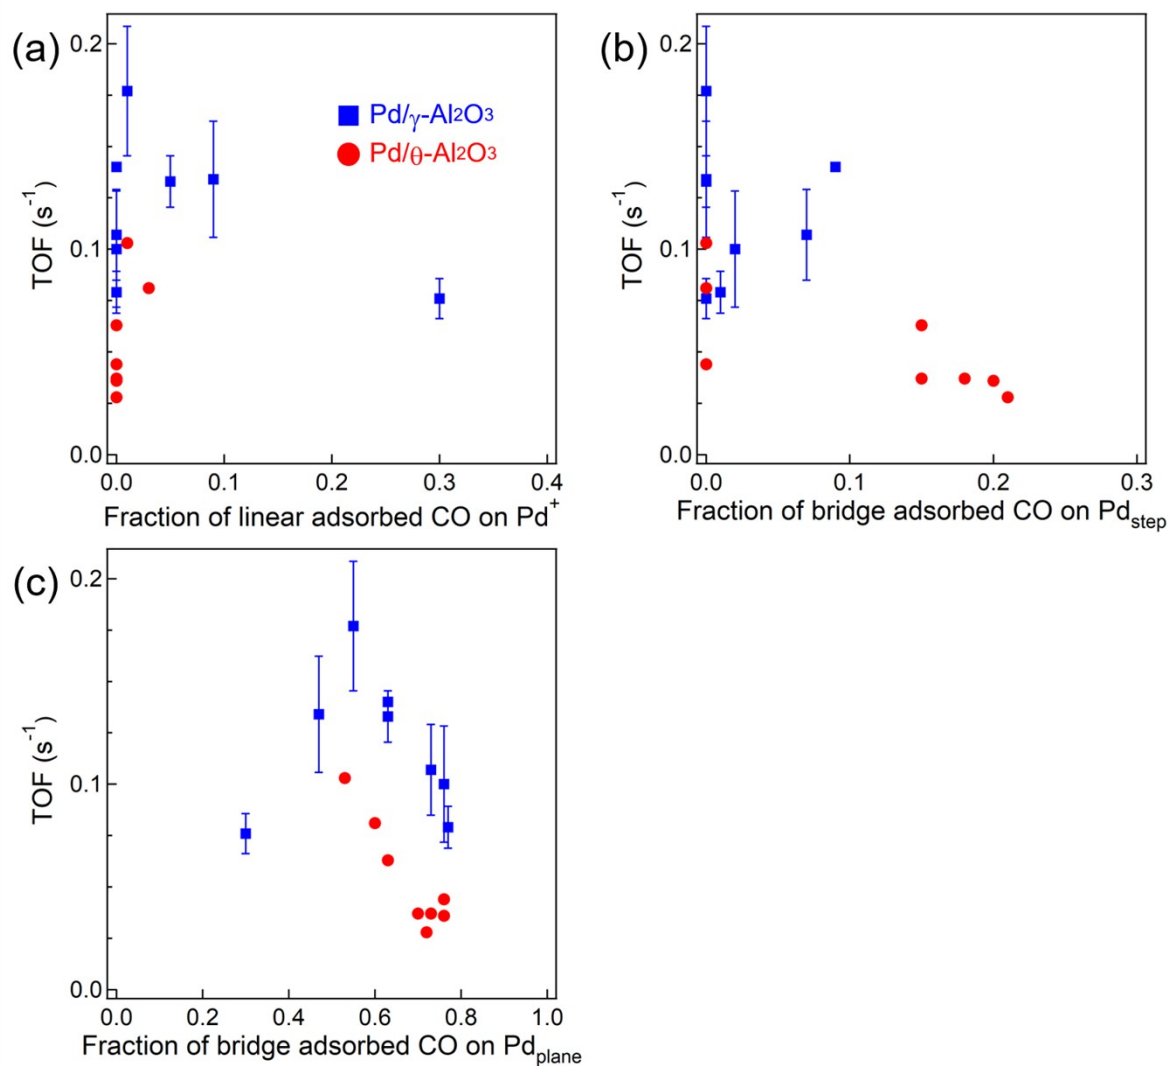 (a)
0.2
0.1
0.0
TOF (s⁻¹)
Pd/γ-Al₂O₃
Pd/θ-Al₂O₃
0.0 0.1 0.2 0.3 0.4
Fraction of linear adsorbed CO on Pd⁺
(b)
0.2
0.1
0.0
TOF (s⁻¹)
0.0 0.1 0.2 0.3
Fraction of bridge adsorbed CO on Pd_step
(c)
0.2
0.1
0.0
TOF (s⁻¹)
0.0 0.2 0.4 0.6 0.8 1.0
Fraction of bridge adsorbed CO on Pd_plane